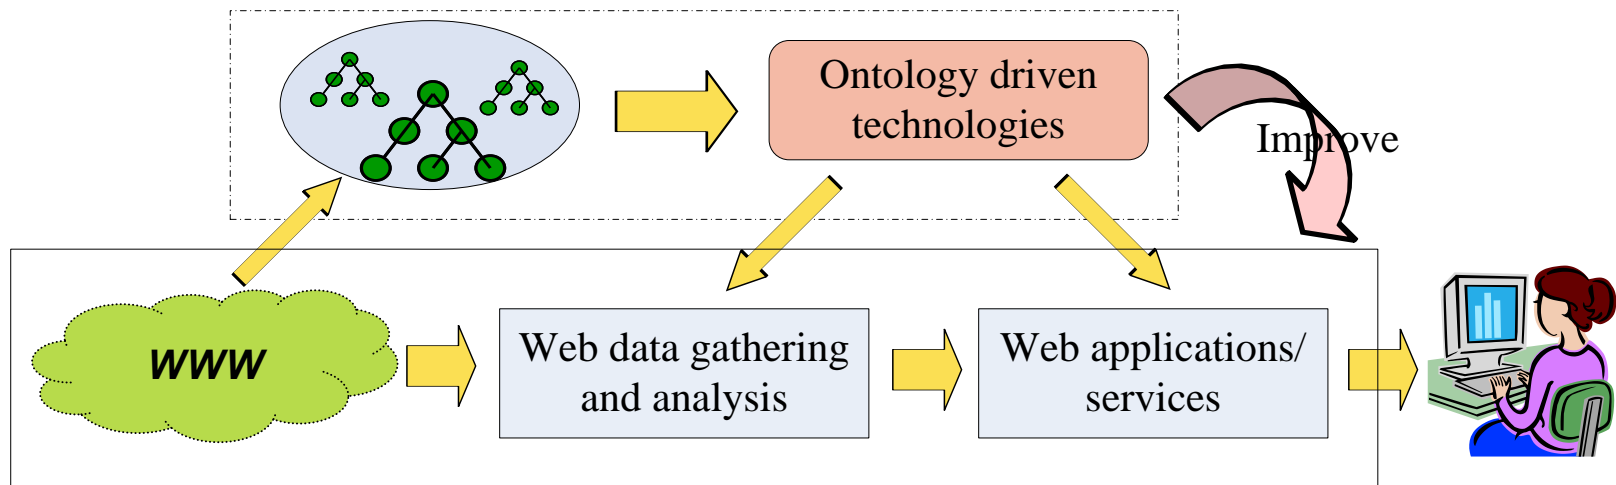 Ontology driven
technologies
Improve
WWW
Web data gathering
and analysis
Web applications/
services